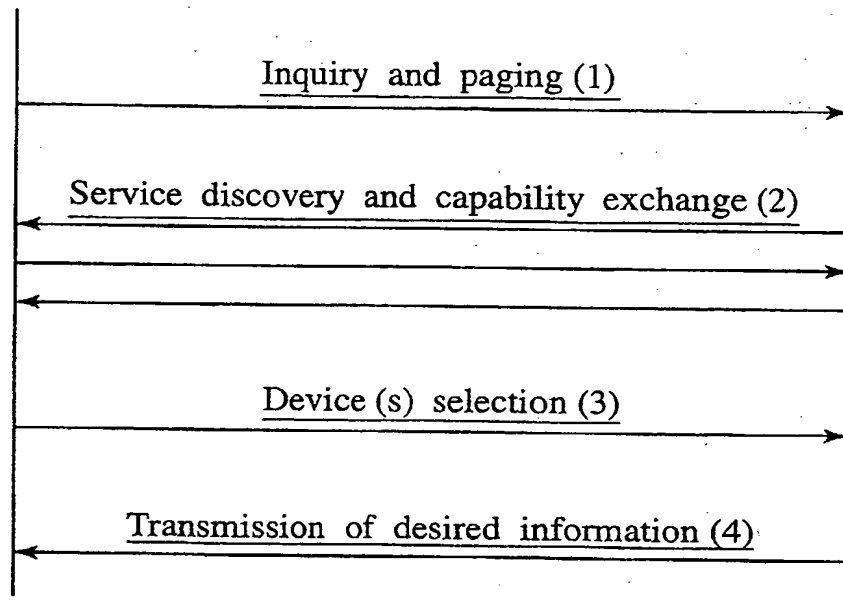 Inquiry and paging (1)
Service discovery and capability exchange (2)
Device (s) selection (3)
Transmission of desired information (4)